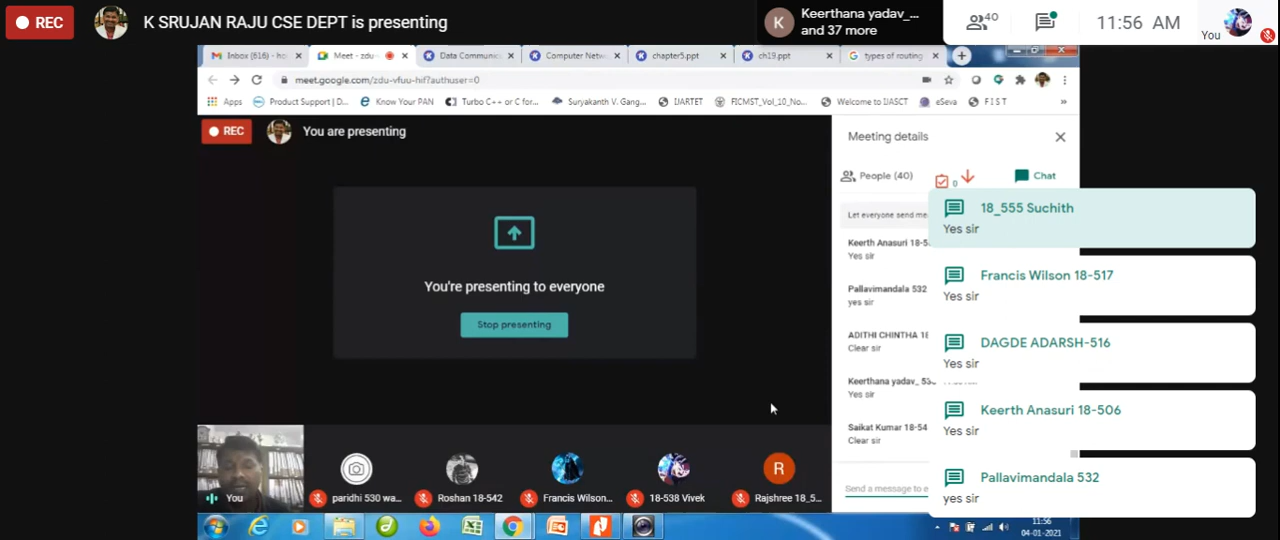 REC
K SRUJAN RAJU CSE DEPT is presenting
K
Keerthana yadav_...
and 37 more
40
11:56 AM
You
Inbox (616) - ho
Meet - zdu-
Data Communic
Computer Netw
chapter5.ppt
ch19.ppt
types of routing
meet.google.com/zdu-vfuu-hif?authuser=0
Apps
Product Support | D...
Know Your PAN
Turbo C++ or C for...
Suryakanth V. Gang...
IJARTET
FICMST_Vol_10_No...
Welcome to IJASCT
eSeva
F I S T
»
REC
You are presenting
Meeting details
People (40)
0
Chat
You're presenting to everyone
Stop presenting
Let everyone send me
Keerth Anasuri 18-5
Yes sir
Pallavimandala 532
yes sir
ADITHI CHINTHA 18
Clear sir
Keerthana yadav_ 53
Yes sir
Saikat Kumar 18-54
Clear sir
Send a message to e
18_555 Suchith
Yes sir
Francis Wilson 18-517
Yes sir
DAGDE ADARSH-516
Yes sir
Keerth Anasuri 18-506
Yes sir
Pallavimandala 532
yes sir
You
paridhi 530 wa...
Roshan 18-542
Francis Wilson...
18-538 Vivek
R
Rajshree 18_5...
11:56
04-01-2021